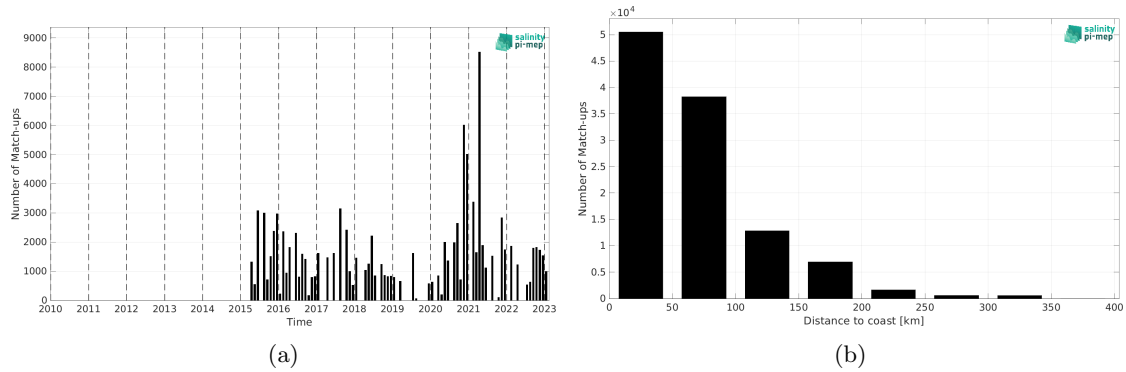 salinity
pi-mep
9000
8000
7000
6000
5000
4000
3000
2000
1000
0
Number of Match-ups
2010 2011 2012 2013 2014 2015 2016 2017 2018 2019 2020 2021 2022 2023
Time
(a)
×10⁴
salinity
pi-mep
5
4.5
4
3.5
3
2.5
2
1.5
1
0.5
0
Number of Match-ups
0 50 100 150 200 250 300 350 400
Distance to coast [km]
(b)